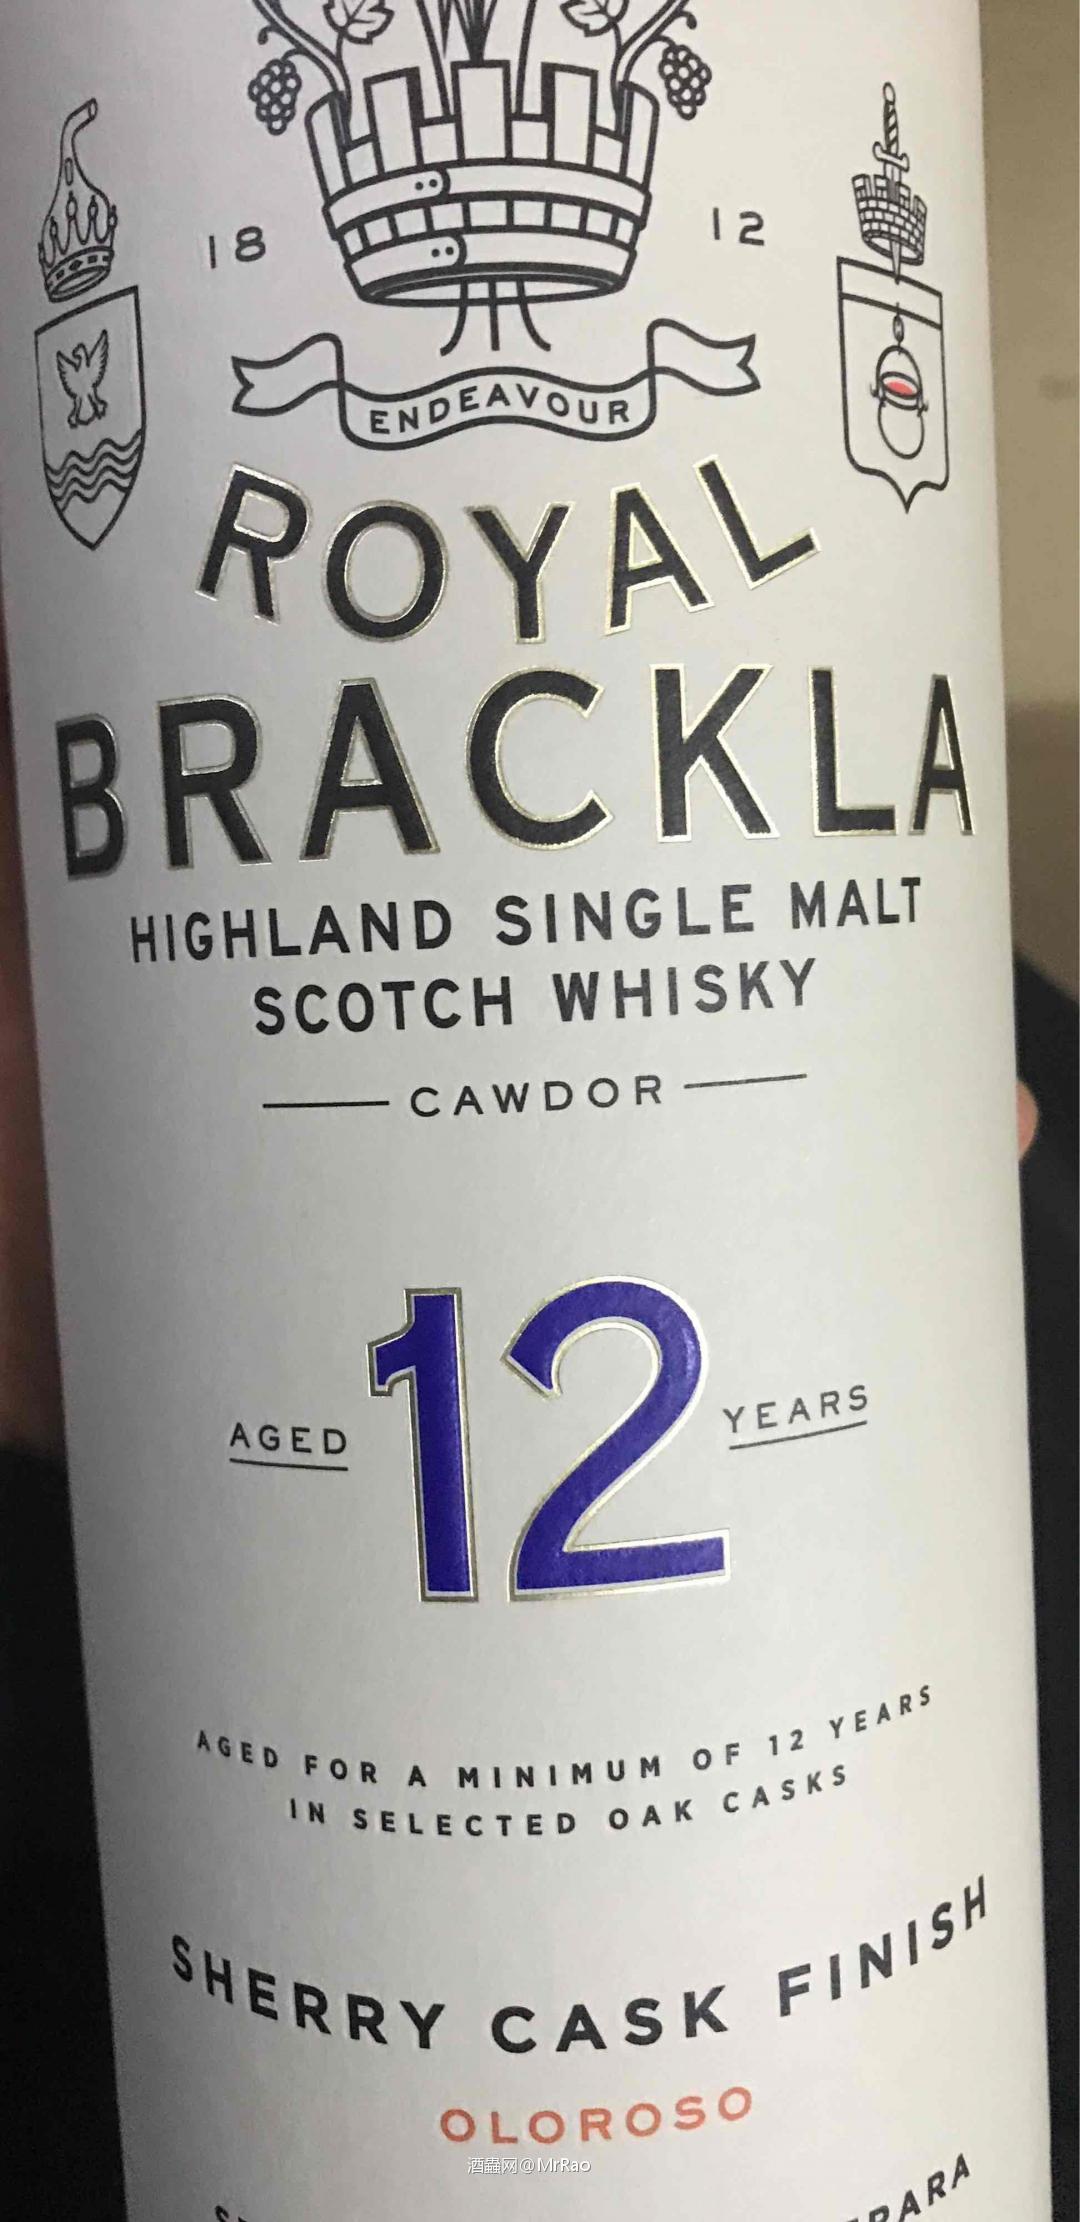 18 12
ENDEAVOUR
ROYAL
BRACKLA
HIGHLAND SINGLE MALT
SCOTCH WHISKY
CAWDOR
AGED 12 YEARS
AGED FOR A MINIMUM OF 12 YEARS
IN SELECTED OAK CASKS
SHERRY CASK FINISH
OLOROSO
酒蟲网@MrRao